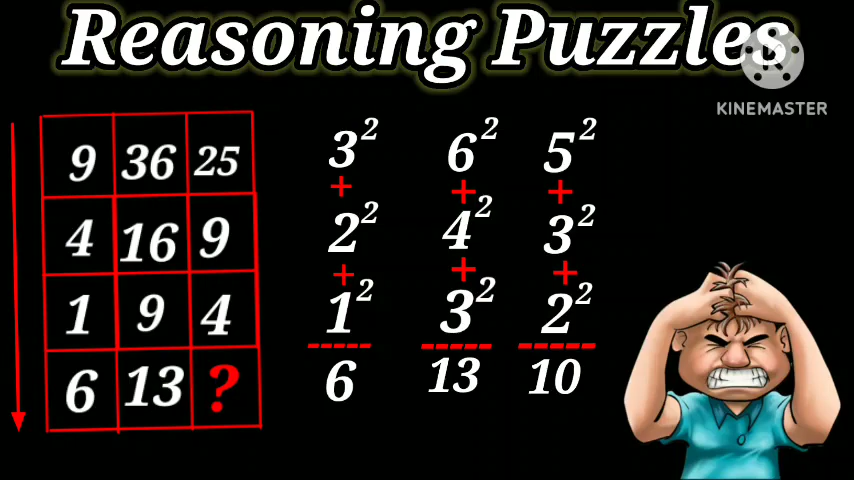 Reasoning Puzzles
KINEMASTER
9 36 25
4 16 9
1 9 4
6 13 ?
3² 6² 5²
+ + +
2² 4² 3²
+ + +
1² 3² 2²
------ ------ ------
6 13 10